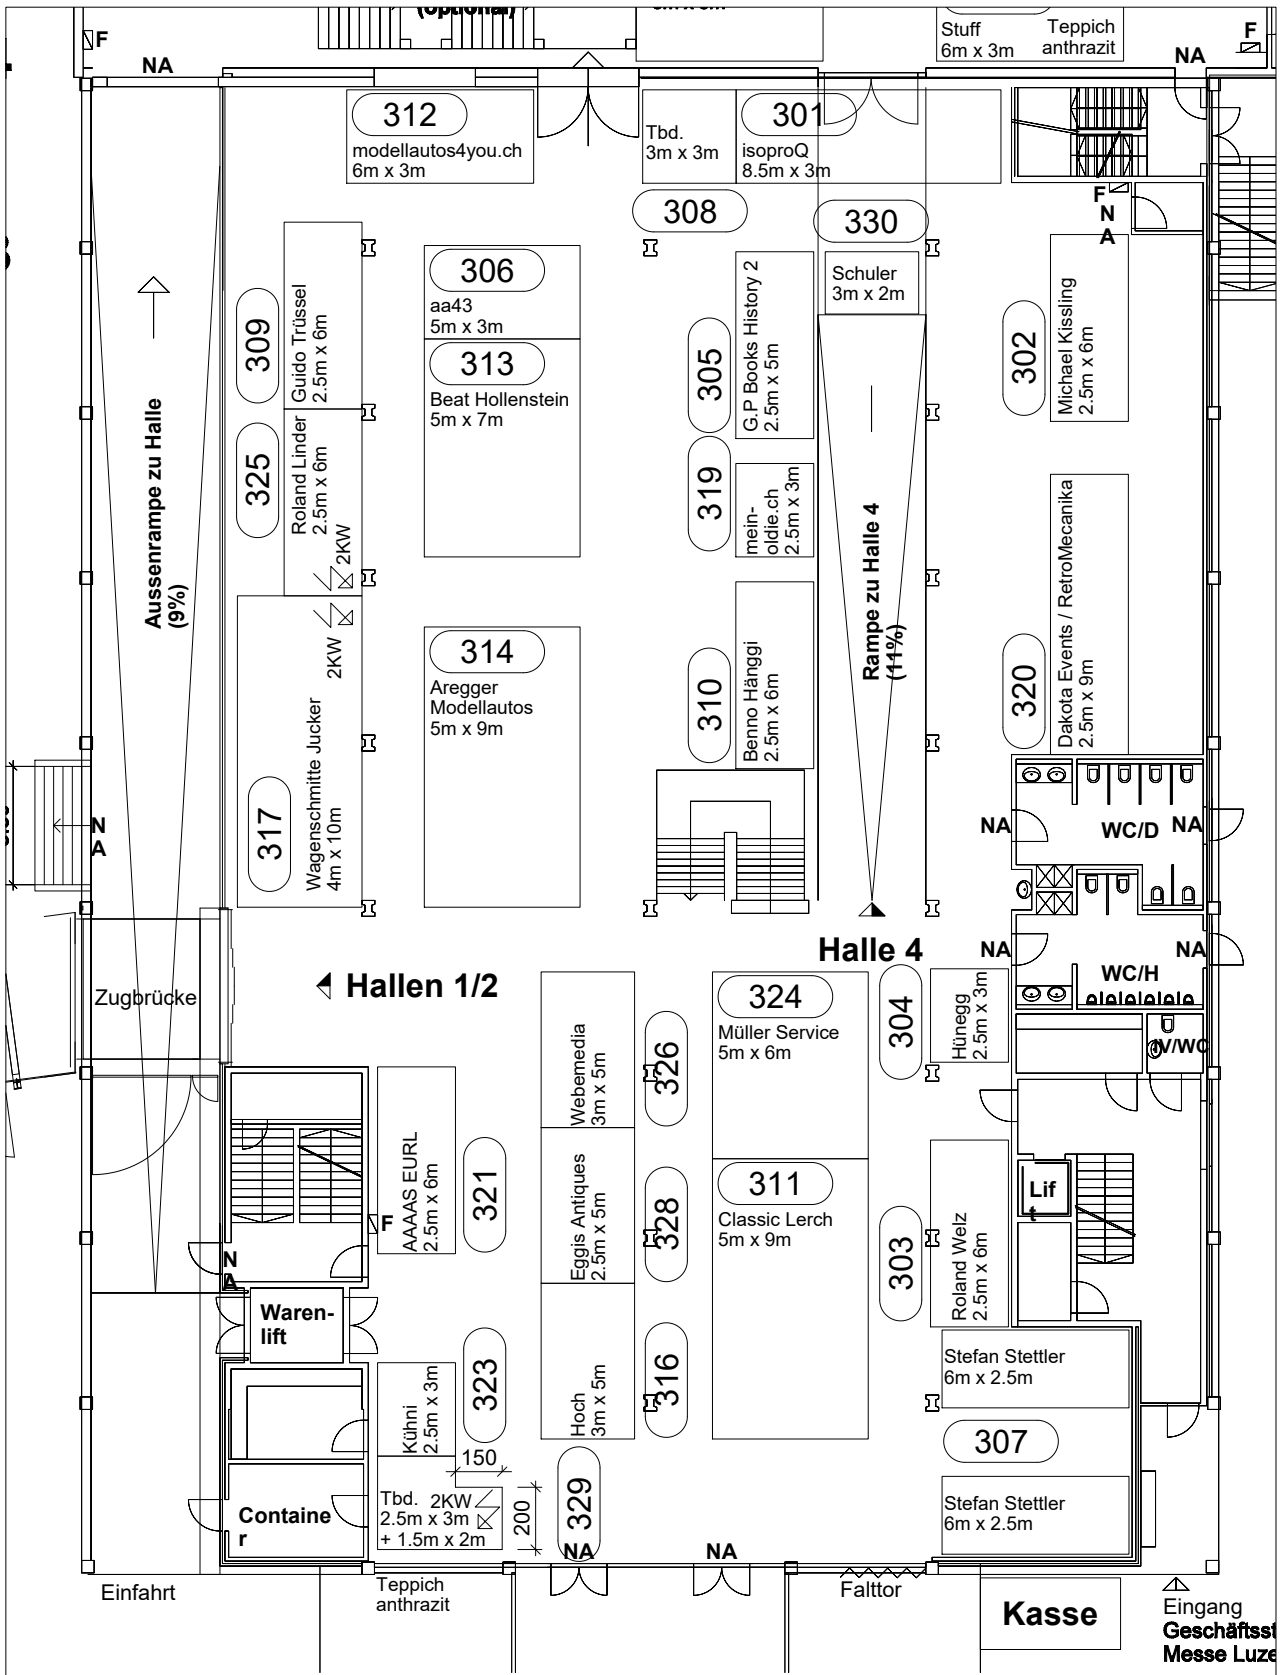 (optional)
Stuff
6m x 3m
Teppich
anthrazit
F
NA
NA
F
312
modellautos4you.ch
6m x 3m
Tbd.
3m x 3m
301
isoproQ
8.5m x 3m
308
330
Schuler
3m x 2m
F
N
A
309
Guido Trüssel
2.5m x 6m
306
aa43
5m x 3m
313
Beat Hollenstein
5m x 7m
305
G.P Books History 2
2.5m x 5m
302
Michael Kissling
2.5m x 6m
325
Roland Linder
2.5m x 6m
2KW
319
mein-
oldie.ch
2.5m x 3m
Aussenrampe zu Halle
(9%)
Rampe zu Halle 4
(11%)
320
Dakota Events / RetroMecanika
2.5m x 9m
2KW
317
Wagenschmitte Jucker
4m x 10m
314
Aregger
Modellautos
5m x 9m
310
Benno Hänggi
2.5m x 6m
N
A
NA
WC/D
NA
Halle 4
NA
WC/H
NA
Zugbrücke
Hallen 1/2
Webemedia
3m x 5m
326
324
Müller Service
5m x 6m
304
Hünegg
2.5m x 3m
IV/WC
AAAAS EURL
2.5m x 6m
321
F
Eggis Antiques
2.5m x 5m
328
311
Classic Lerch
5m x 9m
303
Roland Welz
2.5m x 6m
Lif
t
N
A
Waren-
lift
Kühni
2.5m x 3m
323
Hoch
3m x 5m
316
Stefan Stettler
6m x 2.5m
307
Stefan Stettler
6m x 2.5m
150
200
Tbd.
2KW
2.5m x 3m
+ 1.5m x 2m
329
Containe
r
NA
NA
Einfahrt
Teppich
anthrazit
Falttor
Kasse
Eingang
Geschäftsst
Messe Luze